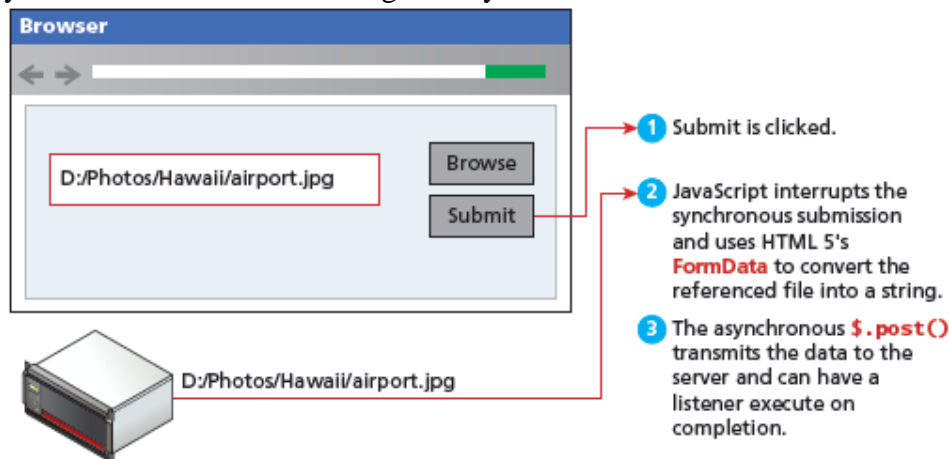 Browser
D:/Photos/Hawaii/airport.jpg
Browse
Submit
1 Submit is clicked.
2 JavaScript interrupts the
synchronous submission
and uses HTML 5's
FormData to convert the
referenced file into a string.
3 The asynchronous $.post()
transmits the data to the
server and can have a
listener execute on
completion.
D:/Photos/Hawaii/airport.jpg